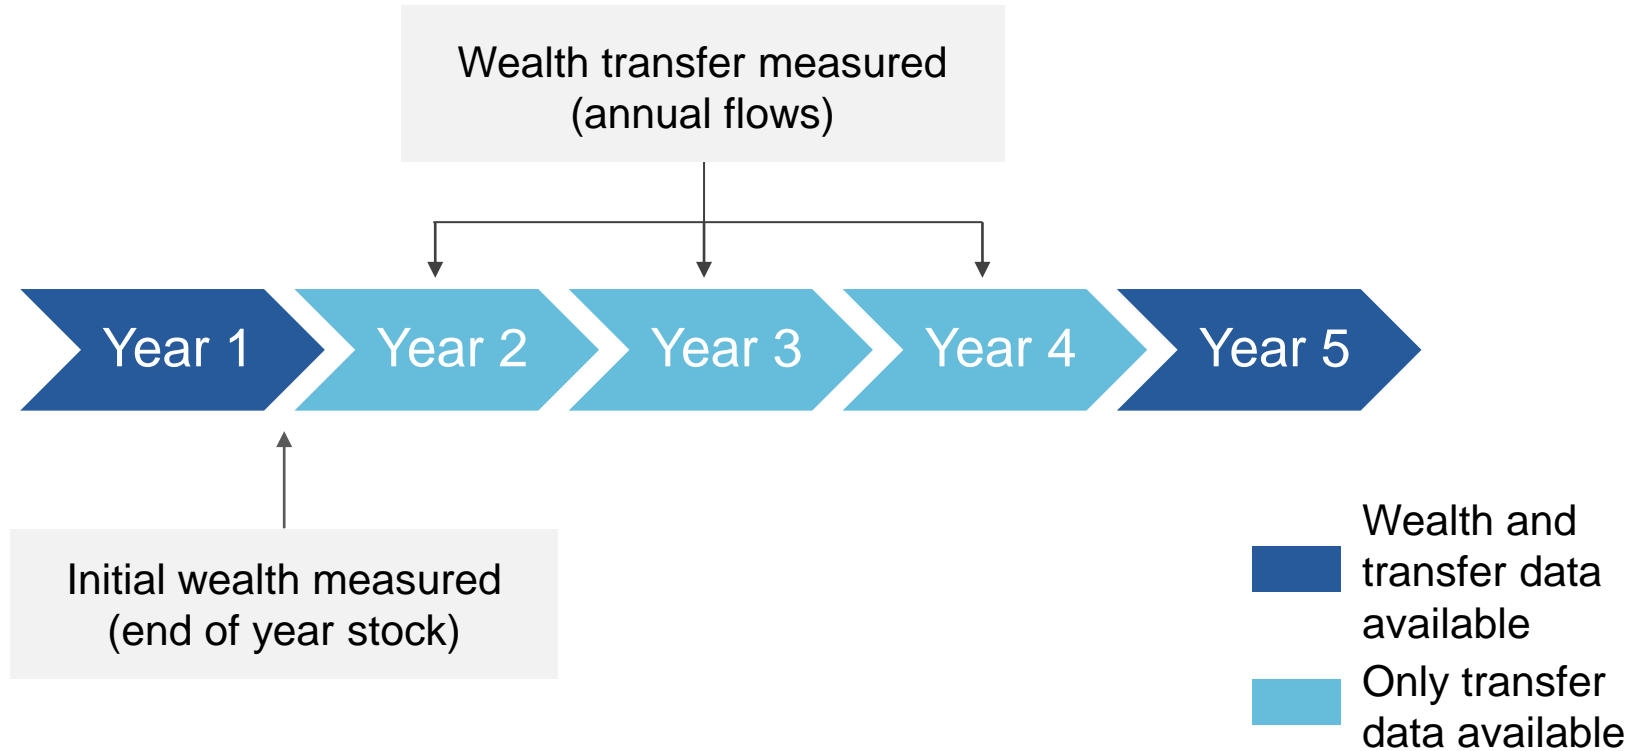 Wealth transfer measured
(annual flows)
Year 1
Year 2
Year 3
Year 4
Year 5
Initial wealth measured
(end of year stock)
Wealth and
transfer data
available
Only transfer
data available